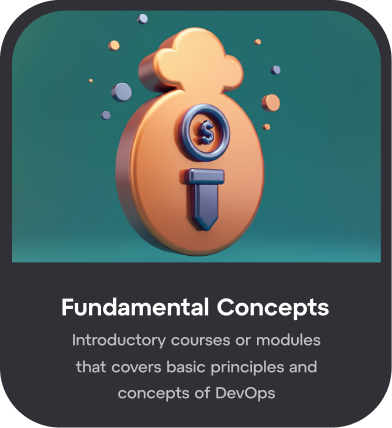 $
Fundamental Concepts
Introductory courses or modules
that covers basic principles and
concepts of DevOps